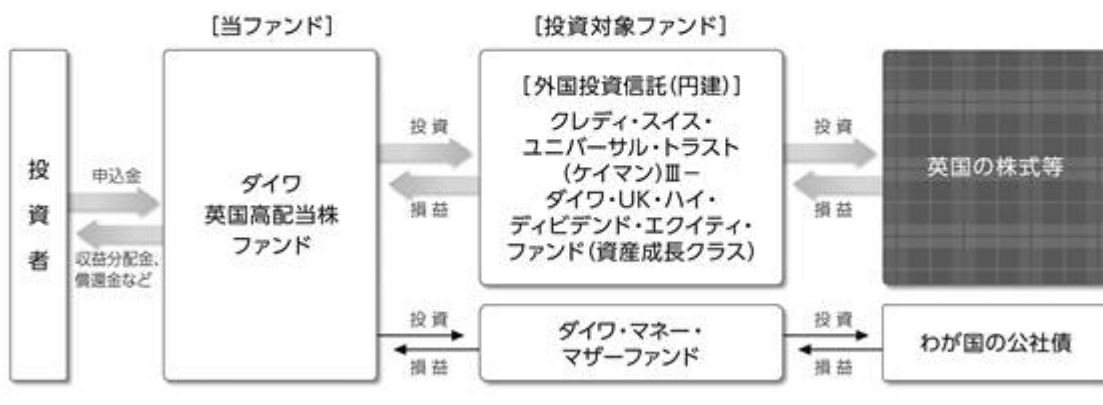 [当ファンド]
[投資対象ファンド]
投資者
申込金
収益分配金、
償還金など
ダイワ
英国高配当株
ファンド
投資
損益
[外国投資信託(円建)]
クレディ・スイス・
ユニバーサル・トラスト
(ケイマン)Ⅲ－
ダイワ・UK・ハイ・
ディビデンド・エクイティ・
ファンド(資産成長クラス)
投資
損益
英国の株式等
投資
損益
ダイワ・マネー・
マザーファンド
投資
損益
わが国の公社債